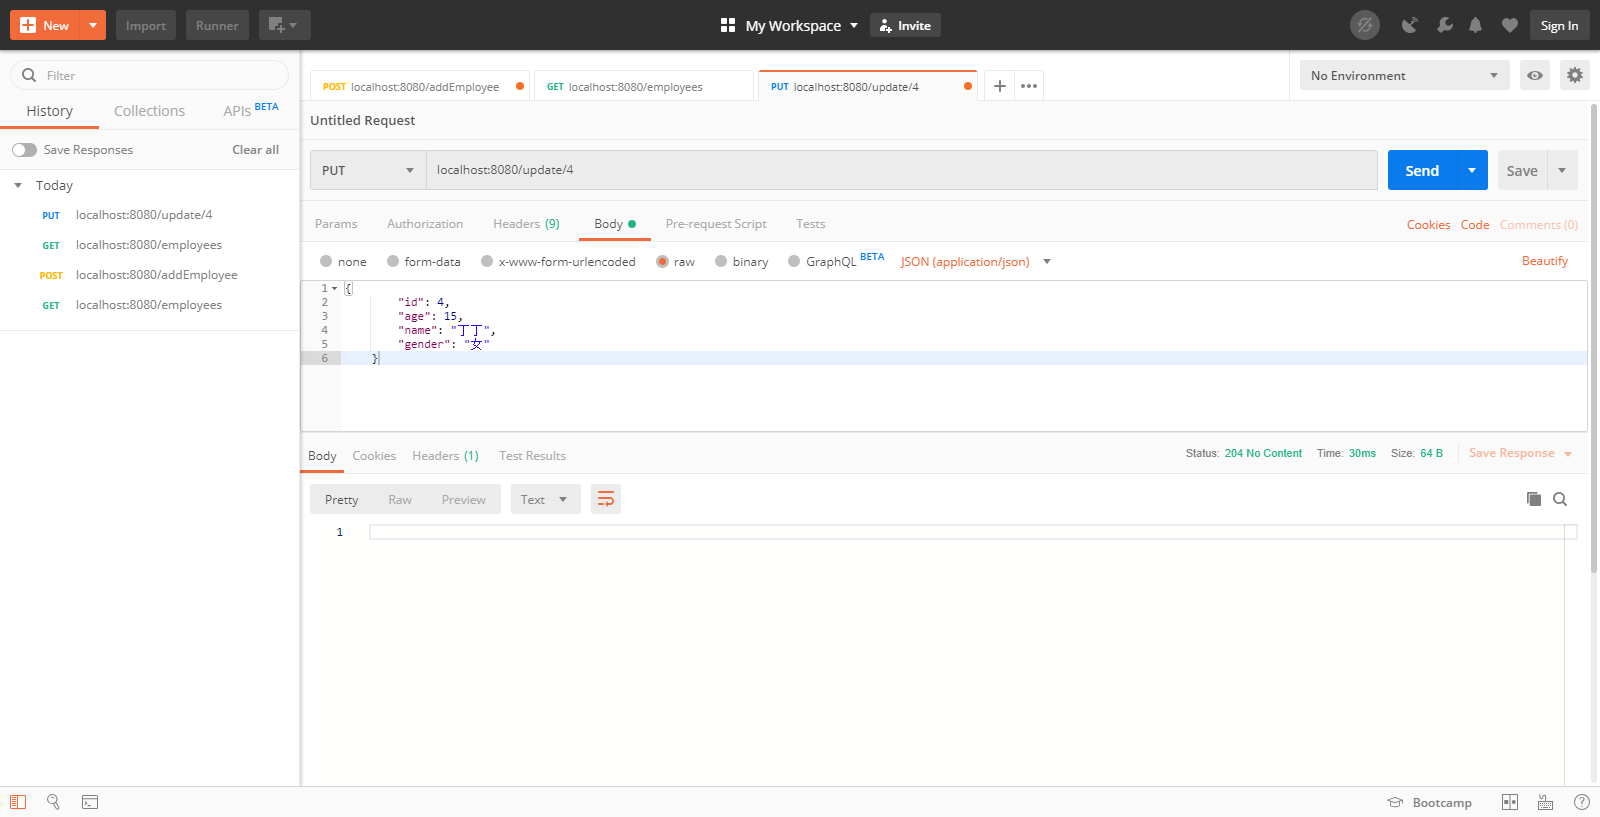 New
Import
Runner
My Workspace
Invite
Sign In
Filter
History
Collections
APIs BETA
Save Responses
Clear all
Today
PUT localhost:8080/update/4
GET localhost:8080/employees
POST localhost:8080/addEmployee
GET localhost:8080/employees
POST localhost:8080/addEmployee
GET localhost:8080/employees
PUT localhost:8080/update/4
No Environment
Untitled Request
PUT
localhost:8080/update/4
Send
Save
Params
Authorization
Headers (9)
Body
Pre-request Script
Tests
Cookies
Code
Comments (0)
none
form-data
x-www-form-urlencoded
raw
binary
GraphQL BETA
JSON (application/json)
Beautify
1 {
2 "id": 4,
3 "age": 15,
4 "name": "丁丁",
5 "gender": "女"
6 }
Body
Cookies
Headers (1)
Test Results
Status: 204 No Content
Time: 30ms
Size: 64 B
Save Response
Pretty
Raw
Preview
Text
1
Bootcamp